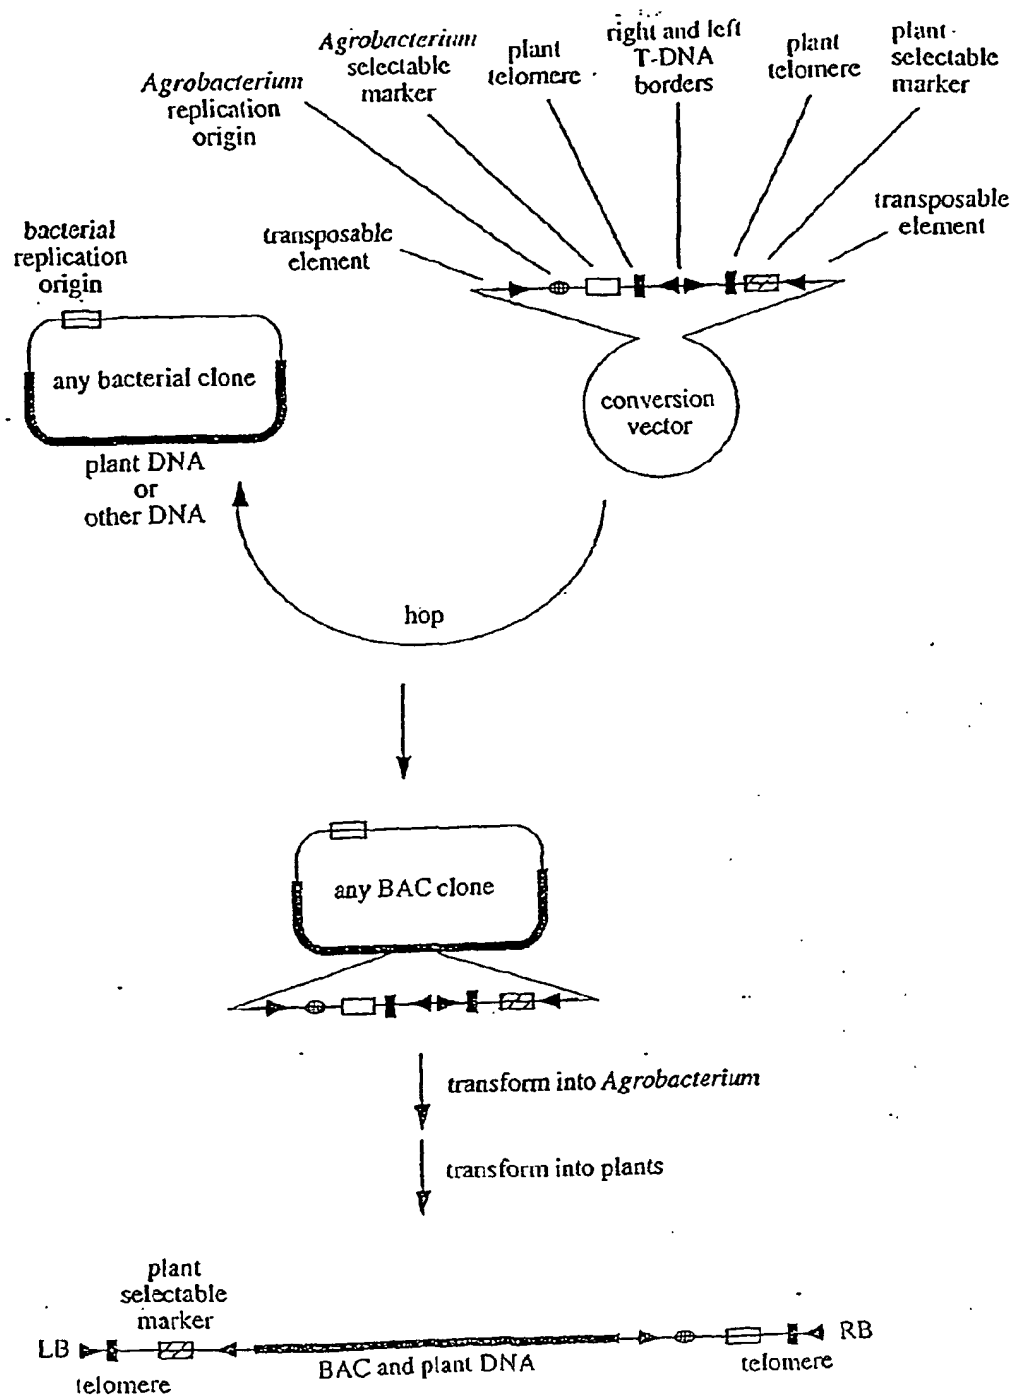 Agrobacterium
replication
origin
Agrobacterium
selectable
marker
plant
telomere
right and left
T-DNA
borders
plant
telomere
plant
selectable
marker
transposable
element
transposable
element
bacterial
replication
origin
any bacterial clone
plant DNA
or
other DNA
conversion
vector
hop
any BAC clone
transform into Agrobacterium
transform into plants
plant
selectable
marker
LB
telomere
BAC and plant DNA
telomere
RB